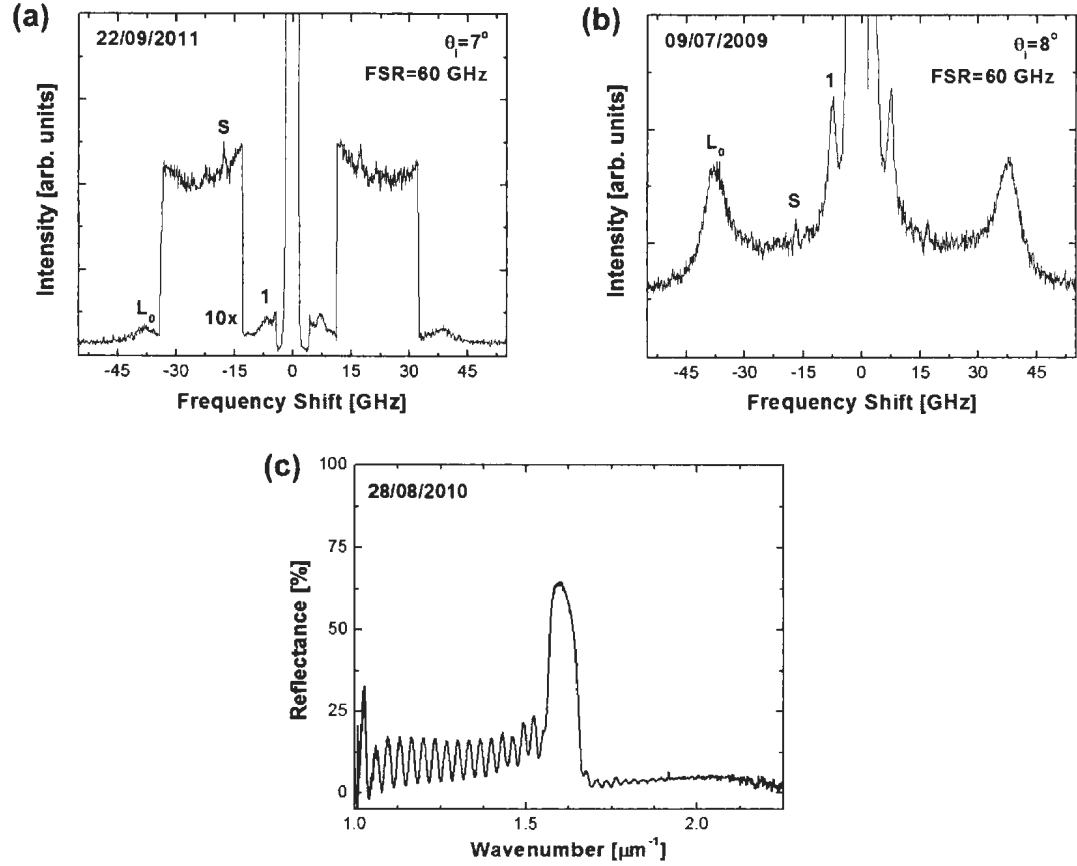 (a)
22/09/2011
θi=7°
FSR=60 GHz
S
L0
10x
1
Intensity [arb. units]
-45 -30 -15 0 15 30 45
Frequency Shift [GHz]
(b)
09/07/2009
θi=8°
FSR=60 GHz
1
L0
S
Intensity [arb. units]
-45 -30 -15 0 15 30 45
Frequency Shift [GHz]
(c)
28/08/2010
100
75
50
25
0
Reflectance [%]
1.0 1.5 2.0
Wavenumber [μm-1]